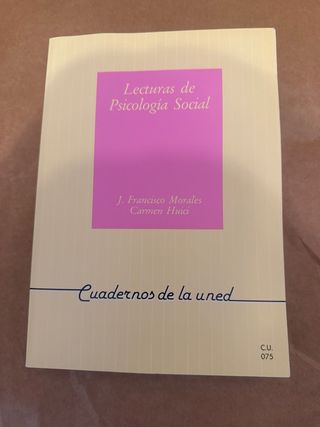 Lecturas de
Psicología Social
J. Francisco Morales
Carmen Huici
Cuadernos de la uned
C.U.
075